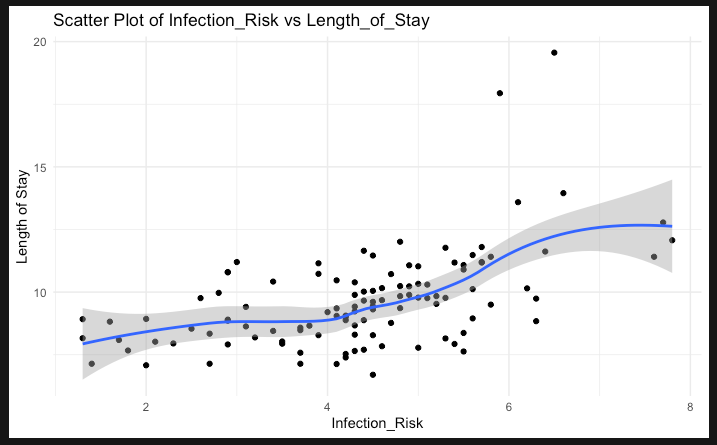 Scatter Plot of Infection_Risk vs Length_of_Stay
20
15
10
Length of Stay
2 4 6 8
Infection_Risk